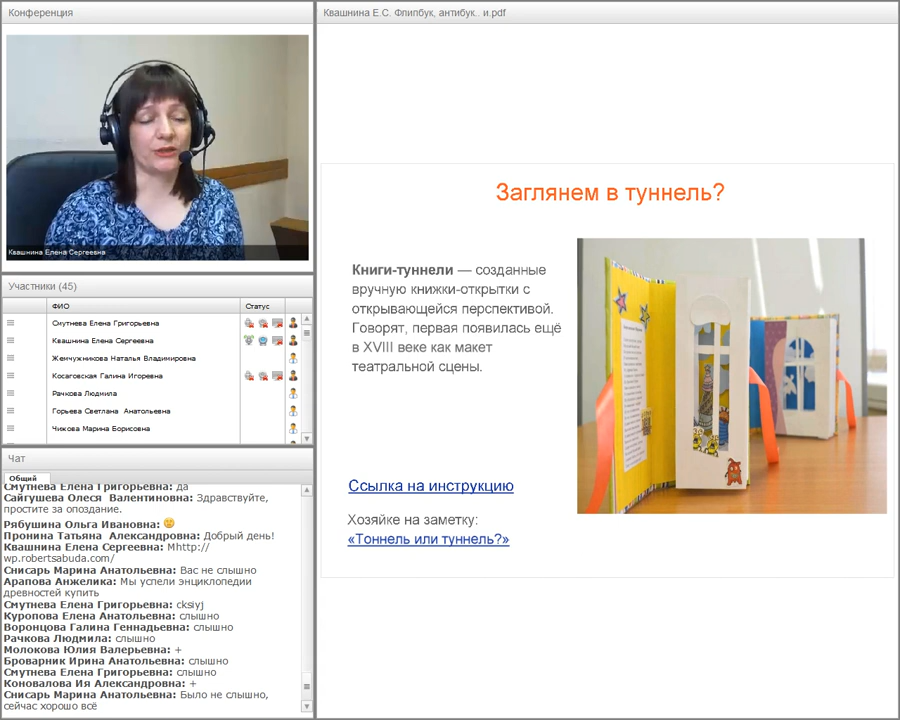 Конференция
Квашнина Елена Сергеевна
Участники (45)
ФИО
Статус
Смутнева Елена Григорьевна
Квашнина Елена Сергеевна
Жемчужникова Наталья Владимировна
Косаговская Галина Игоревна
Рачкова Людмила
Горьева Светлана Анатольевна
Чижова Марина Борисовна
Чат
Общий
Смутнева Елена Григорьевна: да
Сайгушева Олеся Валентиновна: Здравствуйте,
простите за опоздание.
Рябушина Ольга Ивановна:
Пронина Татьяна Александровна: Добрый день!
Квашнина Елена Сергеевна: Mhttp://
wp.robertsabuda.com/
Снисарь Марина Анатольевна: Вас не слышно
Арапова Анжелика: Мы успели энциклопедии
древностей купить
Смутнева Елена Григорьевна: cksiyj
Куропова Елена Анатольевна: слышно
Воронцова Галина Геннадьевна: слышно
Рачкова Людмила: слышно
Молокова Юлия Валерьевна: +
Броварник Ирина Анатольевна: слышно
Смутнева Елена Григорьевна: слышно
Коновалова Ия Александровна: +
Снисарь Марина Анатольевна: Было не слышно,
сейчас хорошо всё
Квашнина Е.С. Флипбук, антибук.. и.pdf
Заглянем в туннель?
Книги-туннели — созданные
вручную книжки-открытки с
открывающейся перспективой.
Говорят, первая появилась ещё
в XVIII веке как макет
театральной сцены.
Ссылка на инструкцию
Хозяйке на заметку:
«Тоннель или туннель?»